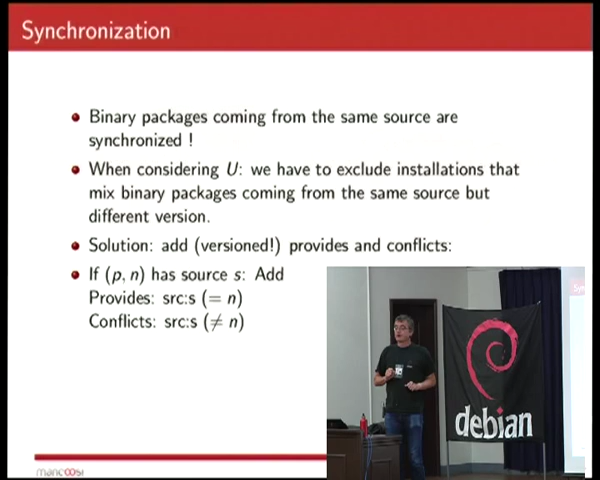 Synchronization
Binary packages coming from the same source are
synchronized !
When considering U: we have to exclude installations that
mix binary packages coming from the same source but
different version.
Solution: add (versioned!) provides and conflicts:
If (p, n) has source s: Add
Provides: src:s (= n)
Conflicts: src:s (≠ n)
debian
mancoosi